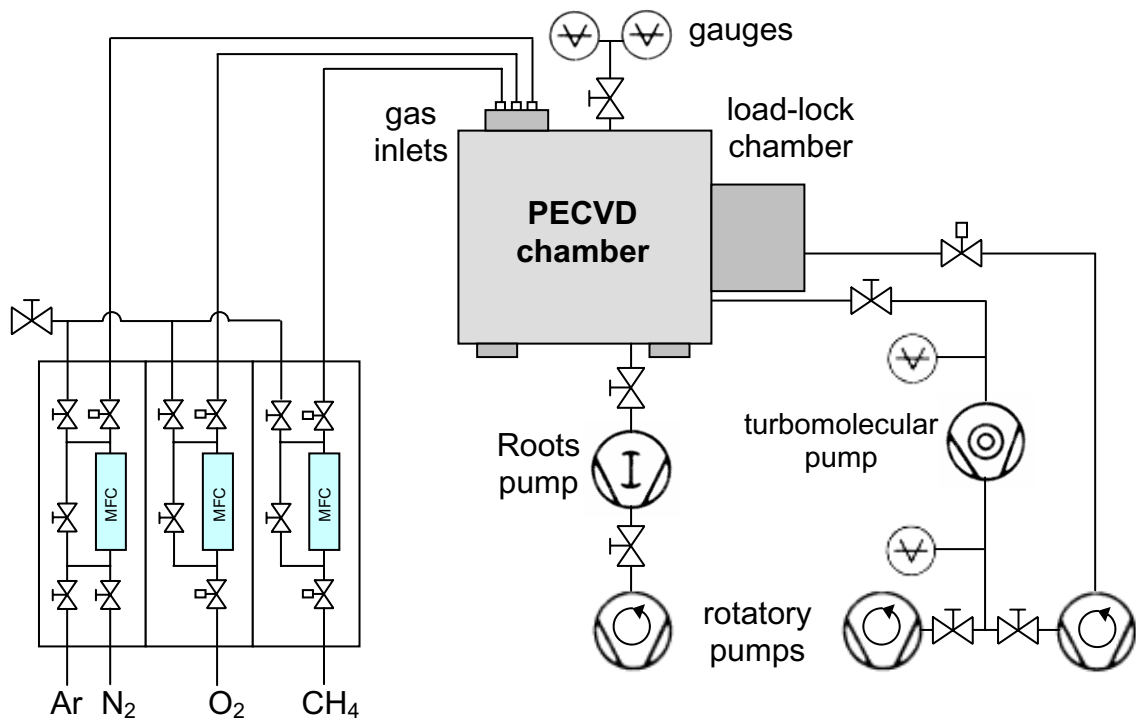 gauges
gas
inlets
load-lock
chamber
PECVD
chamber
Roots
pump
turbomolecular
pump
MFC
MFC
MFC
rotatory
pumps
Ar
N₂
O₂
CH₄